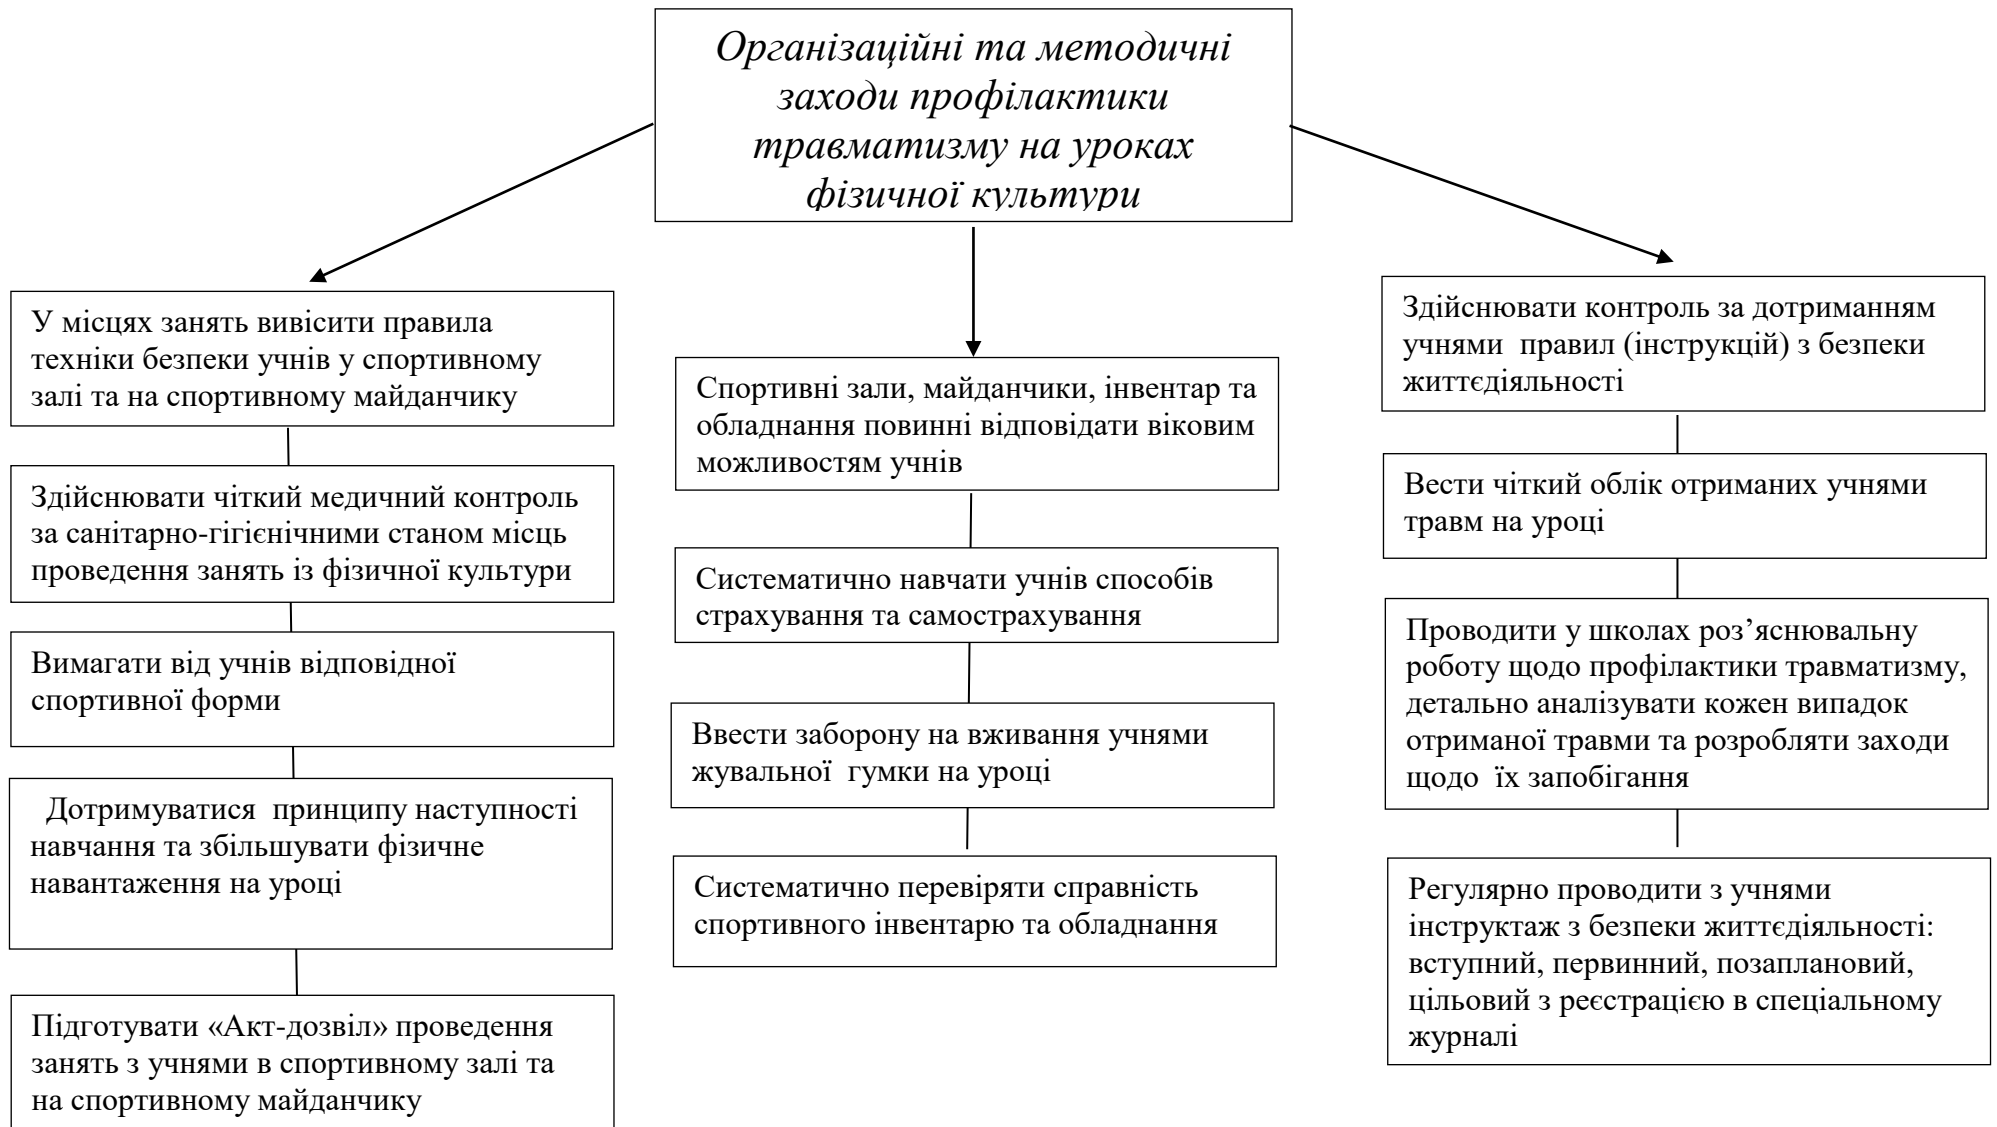 Організаційні та методичні
заходи профілактики
травматизму на уроках
фізичної культури
У місцях занять вивісити правила
техніки безпеки учнів у спортивному
залі та на спортивному майданчику
Здійснювати чіткий медичний контроль
за санітарно-гігієнічними станом місць
проведення занять із фізичної культури
Вимагати від учнів відповідної
спортивної форми
Дотримуватися принципу наступності
навчання та збільшувати фізичне
навантаження на уроці
Підготувати «Акт-дозвіл» проведення
занять з учнями в спортивному залі та
на спортивному майданчику
Спортивні зали, майданчики, інвентар та
обладнання повинні відповідати віковим
можливостям учнів
Систематично навчати учнів способів
страхування та самострахування
Ввести заборону на вживання учнями
жувальної гумки на уроці
Систематично перевіряти справність
спортивного інвентарю та обладнання
Здійснювати контроль за дотриманням
учнями правил (інструкцій) з безпеки
життєдіяльності
Вести чіткий облік отриманих учнями
травм на уроці
Проводити у школах роз’яснювальну
роботу щодо профілактики травматизму,
детально аналізувати кожен випадок
отриманої травми та розробляти заходи
щодо їх запобігання
Регулярно проводити з учнями
інструктаж з безпеки життєдіяльності:
вступний, первинний, позаплановий,
цільовий з реєстрацією в спеціальному
журналі